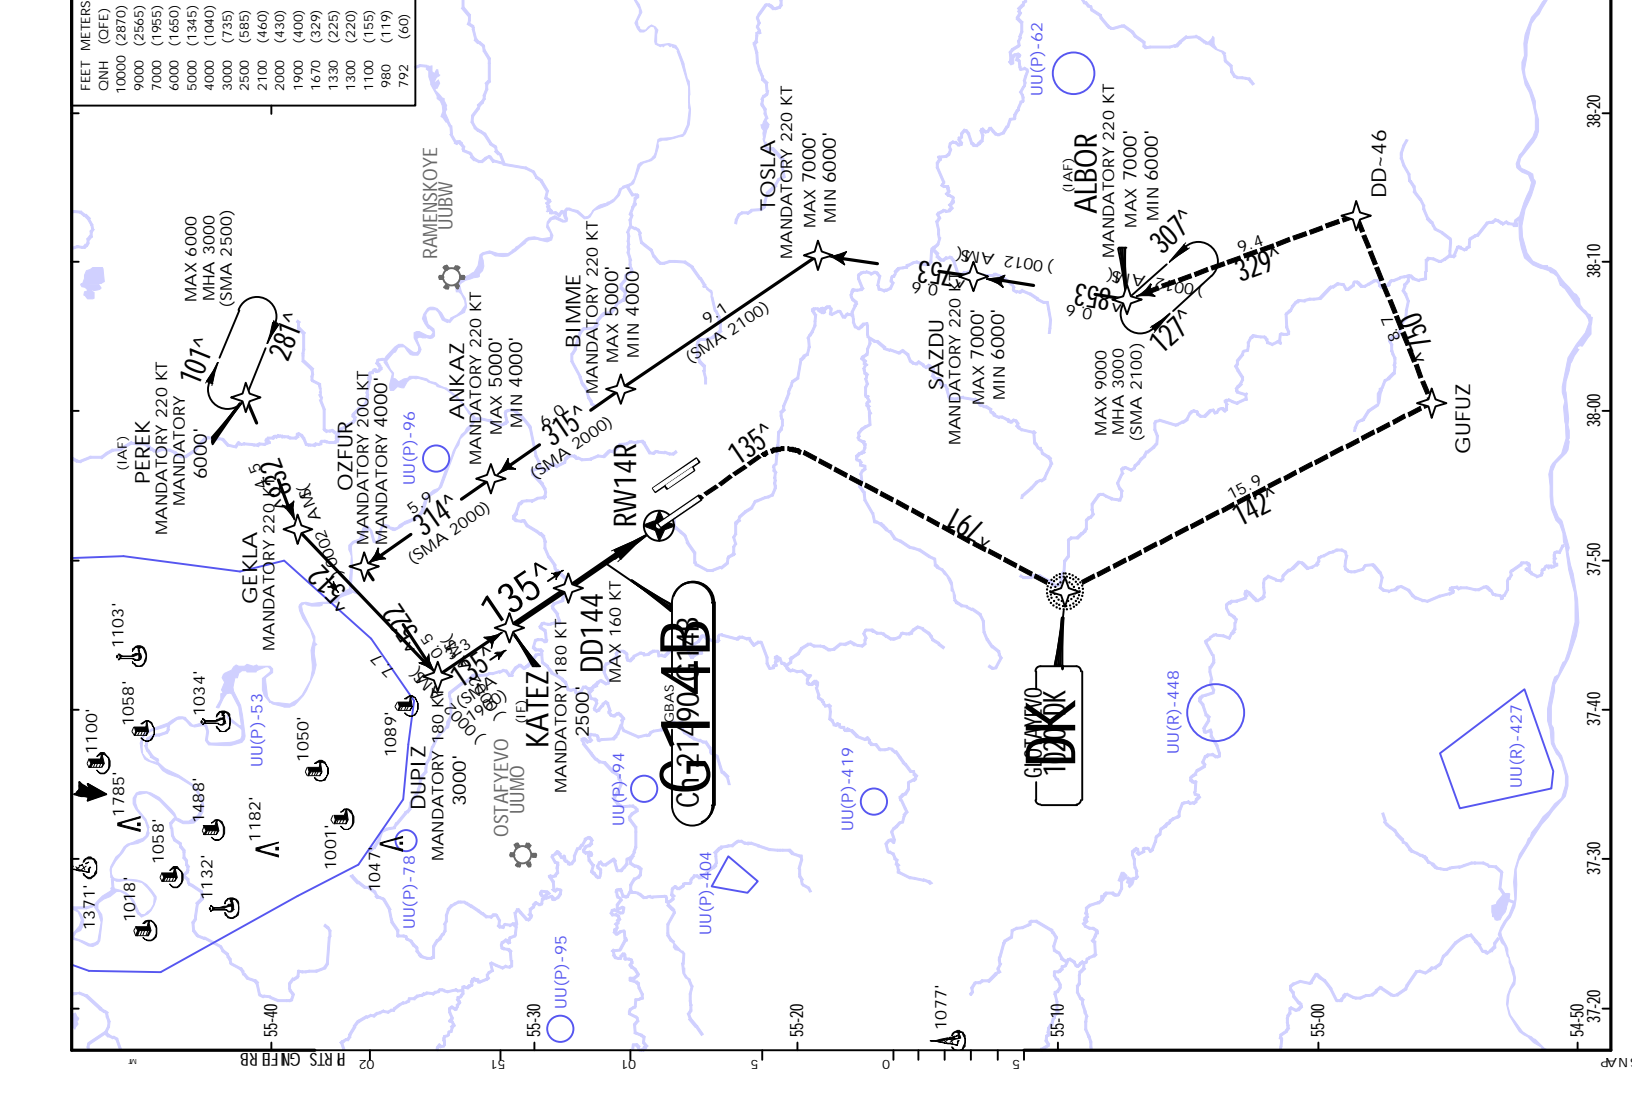 FEET METERS
QNH (QFE)
10000 (2870)
9000 (2565)
7000 (1955)
6000 (1650)
5000 (1345)
4000 (1040)
3000 (735)
2500 (585)
2100 (460)
2000 (430)
1900 (400)
1670 (329)
1330 (225)
1300 (220)
1100 (155)
980 (119)
792 (60)
MAX 6000
MHA 3000
(SMA 2500)
101^
281^
(IAF)
PEREK
MANDATORY 220 KT
MANDATORY
6000'
RAMENSKOYE
UUBW
UU(P)-62
TOSLA
MANDATORY 220 KT
MAX 7000'
MIN 6000'
(IAF)
ALBOR
MANDATORY 220 KT
MAX 7000'
MIN 6000'
307^
127^
329^
9.4
DD~46
SAZDU
MANDATORY 220 KT
MAX 7000'
MIN 6000'
MAX 9000
MHA 3000
(SMA 2100)
BIMME
MANDATORY 220 KT
MAX 5000'
MIN 4000'
9.1
(SMA 2100)
ANKAZ
MANDATORY 220 KT
MAX 5000'
MIN 4000'
315^
(SMA 2000)
OZFUR
MANDATORY 200 KT
MANDATORY 4000'
5.9
314^
(SMA 2000)
UU(P)-96
GEKLA
MANDATORY 220 KT
RW14R
135^
135^
135^
DD144
MAX 160 KT
(IF)
KATEZ
MANDATORY 180 KT
2500'
DUPIZ
MANDATORY 180 KT
3000'
7.7
GBAS
G-14B
OSTAFYEVO
UUMO
8.7
GUFUZ
15.9
142^
DK
UU(P)-53
UU(P)-78
UU(P)-94
UU(P)-95
UU(P)-404
UU(P)-419
UU(R)-448
UU(R)-427
1103'
1058'
1034'
1100'
1050'
1089'
1785'
1488'
1182'
1058'
1001'
1047'
1371'
1018'
1132'
1077'
38-20
38-10
38-00
37-50
37-40
37-30
37-20
55-40
55-30
55-20
55-10
55-00
54-50